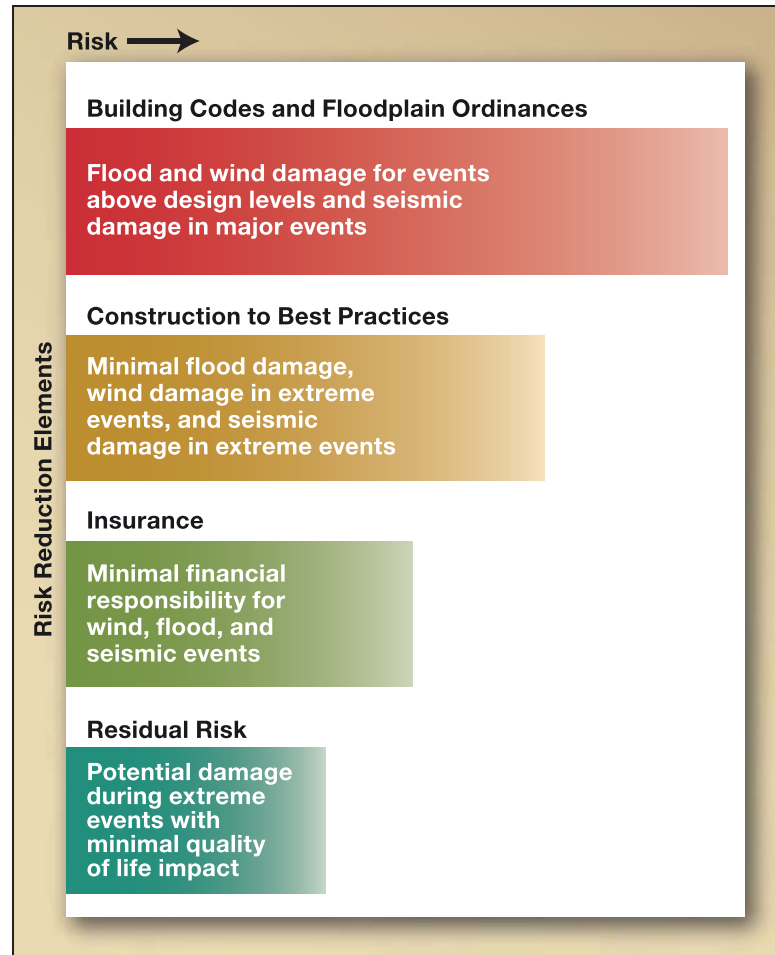 Risk
Building Codes and Floodplain Ordinances
Flood and wind damage for events
above design levels and seismic
damage in major events
Construction to Best Practices
Minimal flood damage,
wind damage in extreme
events, and seismic
damage in extreme events
Insurance
Minimal financial
responsibility for
wind, flood, and
seismic events
Residual Risk
Potential damage
during extreme
events with
minimal quality
of life impact
Risk Reduction Elements